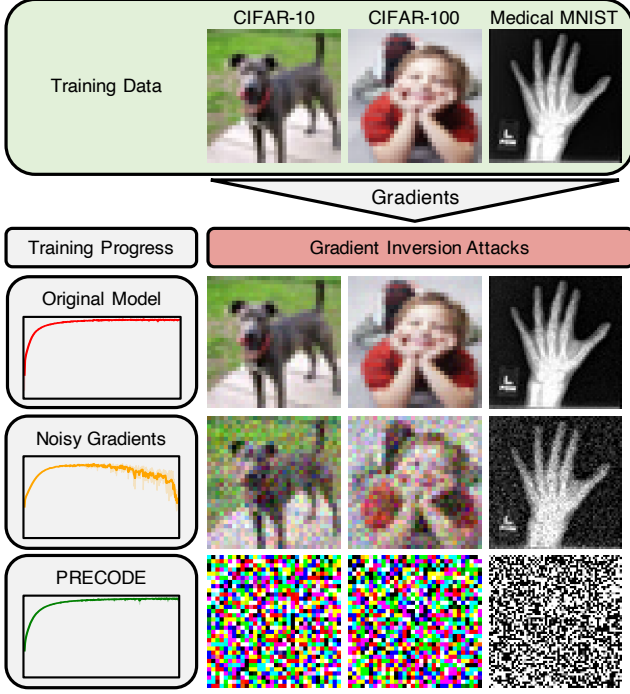 CIFAR-10 CIFAR-100 Medical MNIST
Training Data
Gradients
Training Progress Gradient Inversion Attacks
Original Model
Noisy Gradients
PRECODE